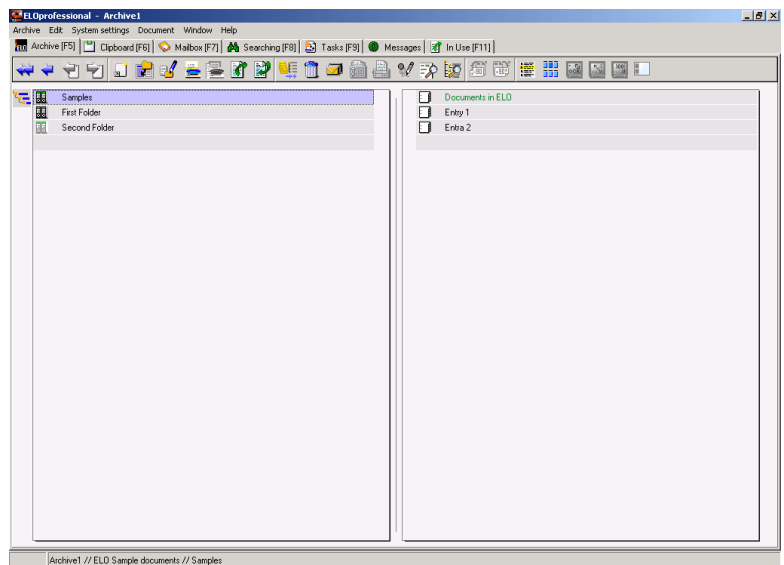 ELOprofessional - Archive1
Archive Edit System settings Document Window Help
ELO Archive [F5] Clipboard [F6] Mailbox [F7] Searching [F8] Tasks [F9] Messages In Use [F11]
Samples
First Folder
Second Folder
Documents in ELO
Entry 1
Entra 2
Archive1 // ELO Sample documents // Samples